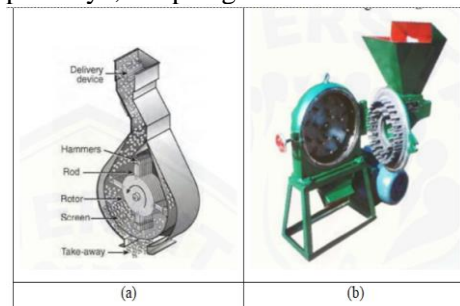 Delivery
device
Hammers
Rod
Rotor
Screen
Take-away
(a)
(b)